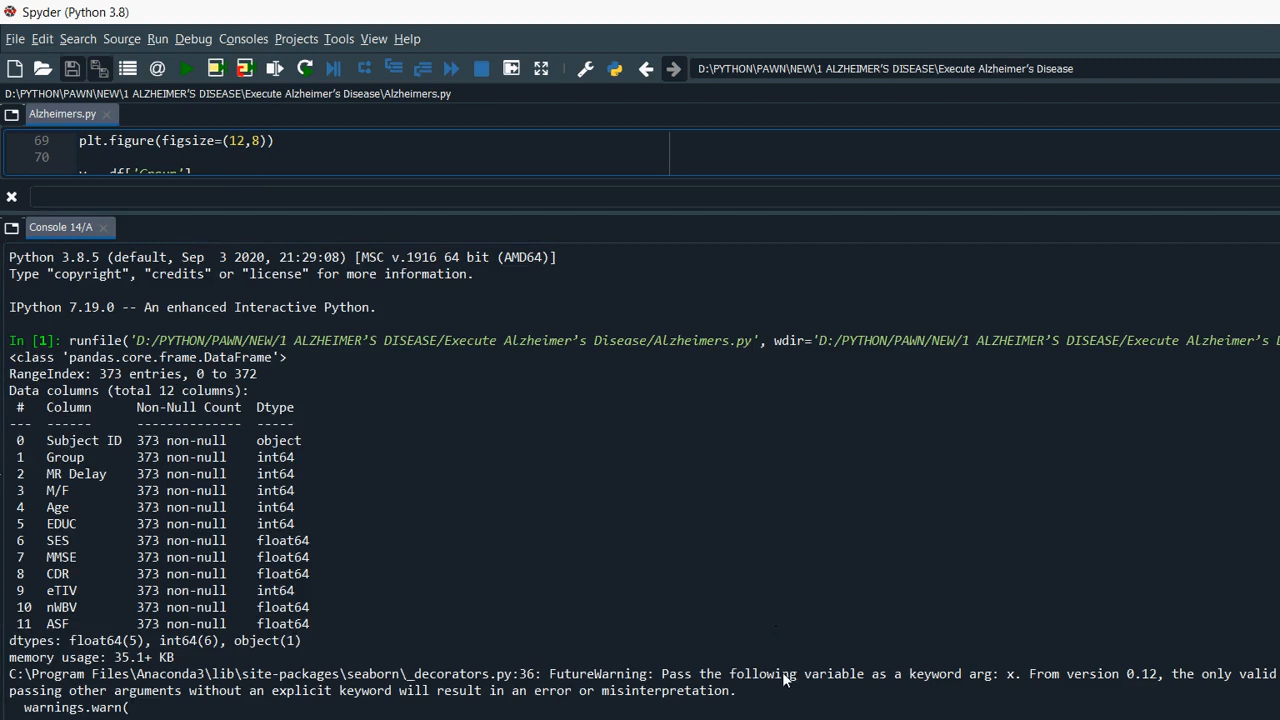 Spyder (Python 3.8)
File Edit Search Source Run Debug Consoles Projects Tools View Help
D:\PYTHON\PAWN\NEW\1 ALZHEIMER'S DISEASE\Execute Alzheimer's Disease
D:\PYTHON\PAWN\NEW\1 ALZHEIMER'S DISEASE\Execute Alzheimer's Disease\Alzheimers.py
Alzheimers.py
69 plt.figure(figsize=(12,8))
70
Console 14/A
Python 3.8.5 (default, Sep  3 2020, 21:29:08) [MSC v.1916 64 bit (AMD64)]
Type "copyright", "credits" or "license" for more information.
IPython 7.19.0 -- An enhanced Interactive Python.
In [1]: runfile('D:/PYTHON/PAWN/NEW/1 ALZHEIMER’S DISEASE/Execute Alzheimer’s Disease/Alzheimers.py', wdir='D:/PYTHON/PAWN/NEW/1 ALZHEIMER’S DISEASE/Execute Alzheimer’s
<class 'pandas.core.frame.DataFrame'>
RangeIndex: 373 entries, 0 to 372
Data columns (total 12 columns):
#   Column      Non-Null Count  Dtype
---  ------      --------------  -----
0   Subject ID  373 non-null    object
1   Group       373 non-null    int64
2   MR Delay    373 non-null    int64
3   M/F         373 non-null    int64
4   Age         373 non-null    int64
5   EDUC        373 non-null    int64
6   SES         373 non-null    float64
7   MMSE        373 non-null    float64
8   CDR         373 non-null    float64
9   eTIV        373 non-null    int64
10  nWBV        373 non-null    float64
11  ASF         373 non-null    float64
dtypes: float64(5), int64(6), object(1)
memory usage: 35.1+ KB
C:\Program Files\Anaconda3\lib\site-packages\seaborn\_decorators.py:36: FutureWarning: Pass the following variable as a keyword arg: x. From version 0.12, the only valid
passing other arguments without an explicit keyword will result in an error or misinterpretation.
warnings.warn(